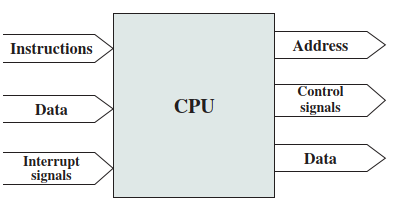 Instructions
Data
Interrupt
signals
CPU
Address
Control
signals
Data